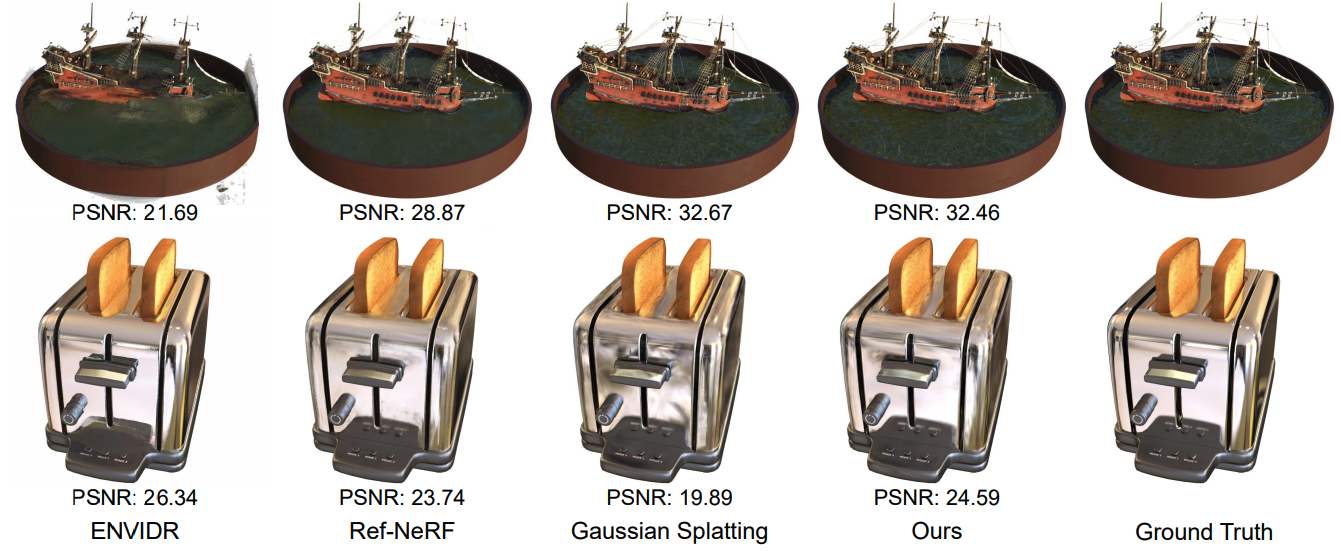 PSNR: 21.69 PSNR: 28.87 PSNR: 32.67 PSNR: 32.46
PSNR: 26.34 PSNR: 23.74 PSNR: 19.89 PSNR: 24.59
ENVIDR Ref-NeRF Gaussian Splatting Ours Ground Truth